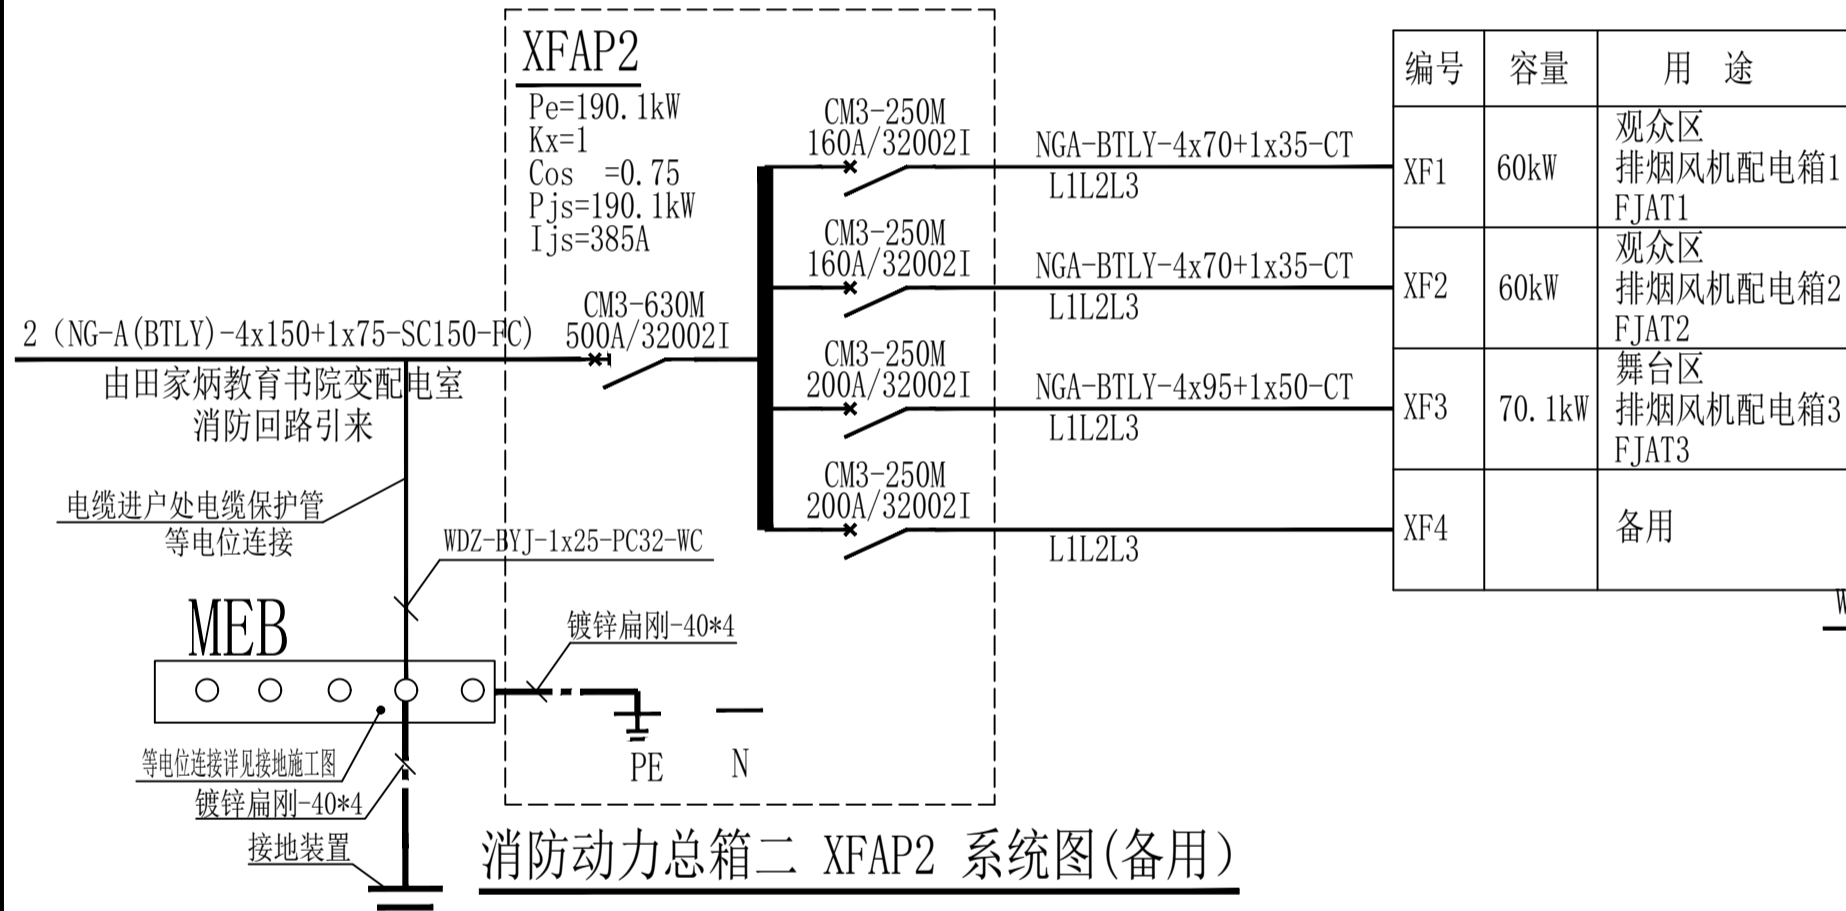 XFAP2
Pe=190.1kW
Kx=1
Cos =0.75
Pjs=190.1kW
Ijs=385A
2（NG-A(BTLY)-4x150+1x75-SC150-FC)
由田家炳教育书院变配电室
消防回路引来
CM3-630M
500A/32002I
CM3-250M
160A/32002I
NGA-BTLY-4x70+1x35-CT
L1L2L3
CM3-250M
160A/32002I
NGA-BTLY-4x70+1x35-CT
L1L2L3
CM3-250M
200A/32002I
NGA-BTLY-4x95+1x50-CT
L1L2L3
CM3-250M
200A/32002I
L1L2L3
编号 容量 用 途
XF1 60kW 观众区
排烟风机配电箱1
FJAT1
XF2 60kW 观众区
排烟风机配电箱2
FJAT2
XF3 70.1kW 舞台区
排烟风机配电箱3
FJAT3
XF4 备用
电缆进户处电缆保护管
等电位连接
WDZ-BYJ-1x25-PC32-WC
MEB
镀锌扁刚-40*4
PE
N
等电位连接详见接地施工图
镀锌扁刚-40*4
接地装置
消防动力总箱二 XFAP2 系统图(备用）